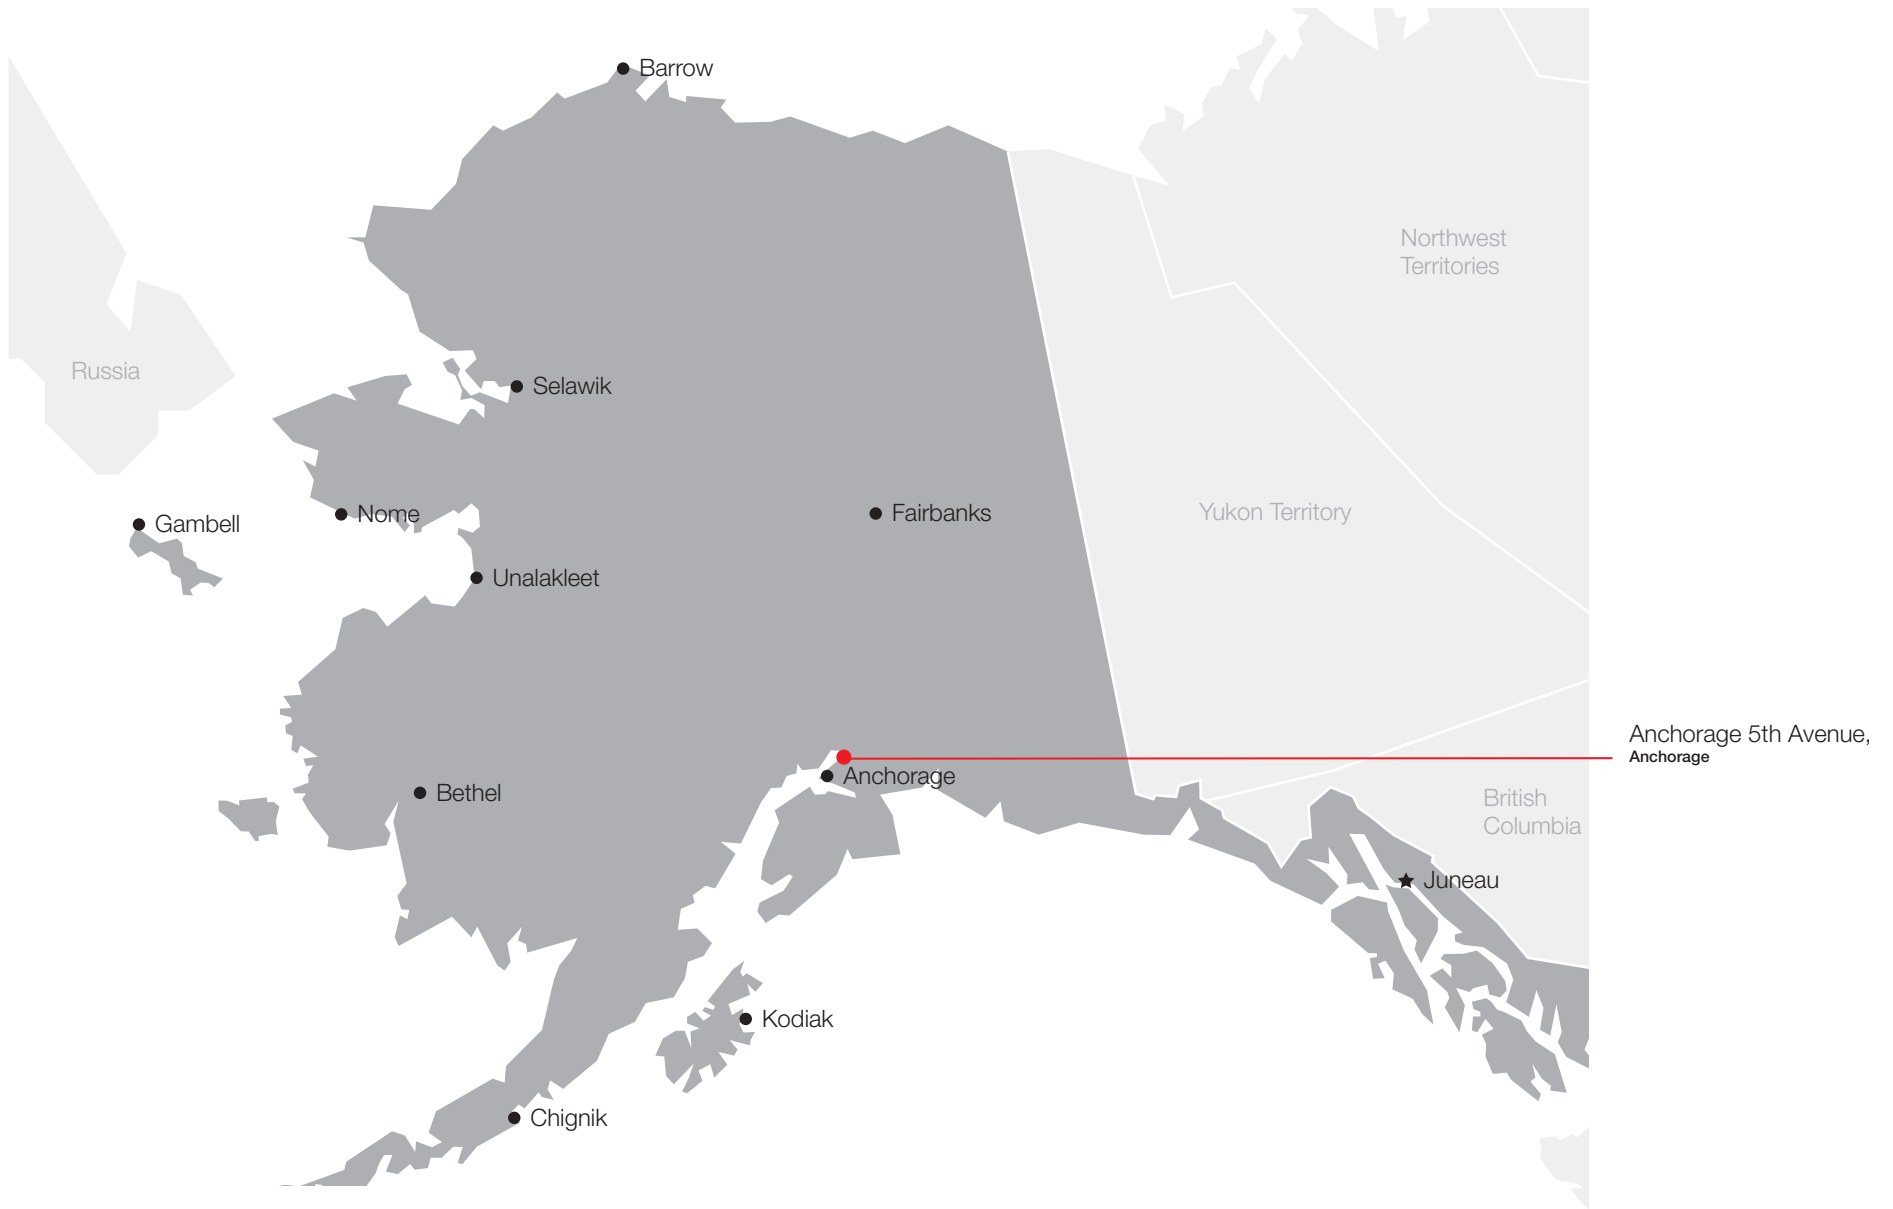 Barrow
Northwest
Territories
Russia
Selawik
Gambell
Nome
Fairbanks
Yukon Territory
Unalakleet
Anchorage 5th Avenue,
Anchorage
Anchorage
Bethel
British
Columbia
Juneau
Kodiak
Chignik